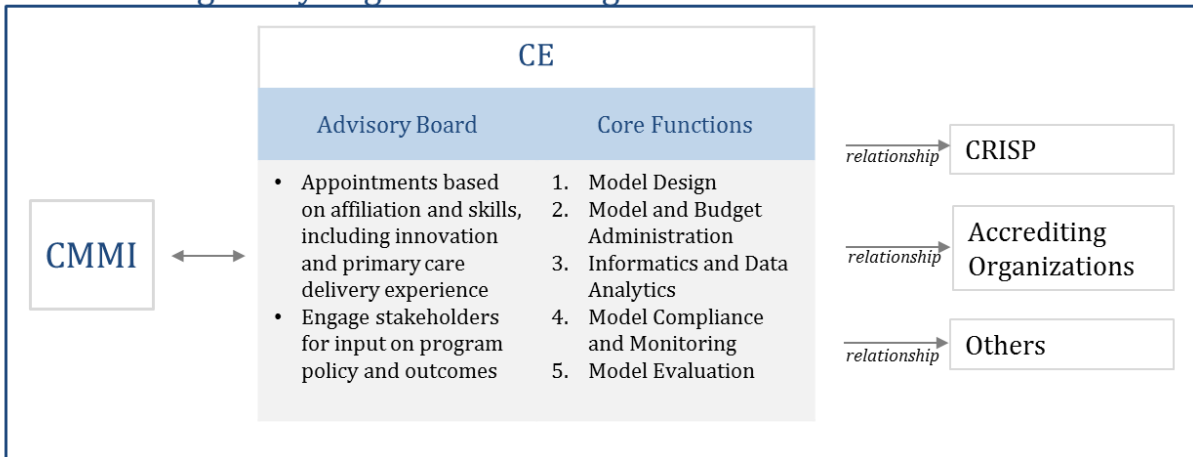 CE
Advisory Board
Core Functions
• Appointments based
on affiliation and skills,
including innovation
and primary care
delivery experience
• Engage stakeholders
for input on program
policy and outcomes
1. Model Design
2. Model and Budget
Administration
3. Informatics and Data
Analytics
4. Model Compliance
and Monitoring
5. Model Evaluation
CMMI
relationship
CRISP
relationship
Accrediting
Organizations
relationship
Others